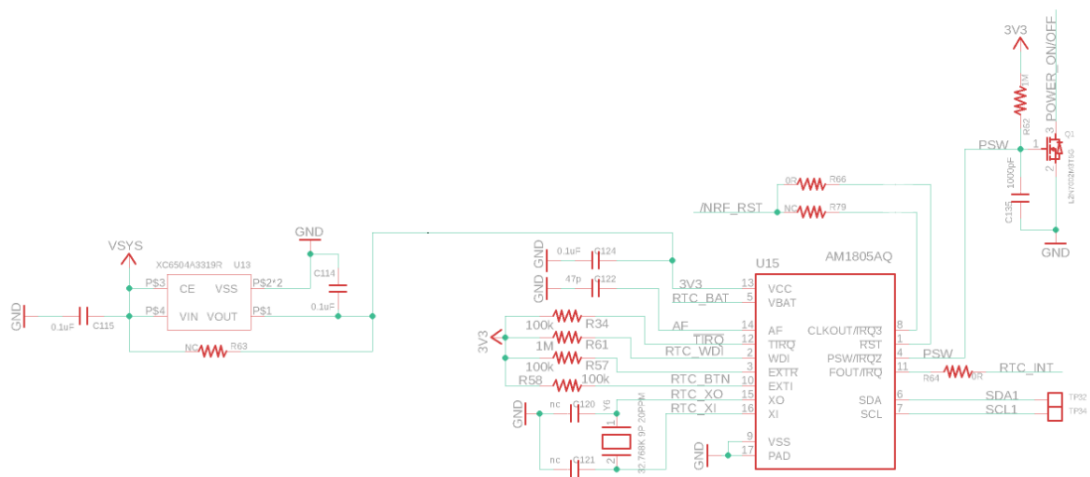 3V3
POWER_ON/OFF
1M
R62
PSW
1
3
2
Q1
L2N7002M3T5G
1000pF
C135
GND
0R
R66
/NRF_RST
NC
R79
VSYS
GND
XC6504A3319R
U13
P$3
CE
VSS
P$2*2
P$4
VIN
VOUT
P$1
C114
0.1uF
GND
0.1uF
C115
NC
R63
GND
0.1uF
C124
GND
47p
C122
U15
AM1805AQ
3V3
13
VCC
RTC_BAT
5
VBAT
AF
14
AF
CLKOUT/IRQ3
8
TIRQ
12
TIRQ
RST
1
RTC_WDI
2
WDI
PSW/IRQ2
4
PSW
3
EXTR
FOUT/IRQ
11
R64
0R
RTC_INT
RTC_BTN
10
EXTI
RTC_XO
15
XO
SDA
6
SDA1
TP32
RTC_XI
16
XI
SCL
7
SCL1
TP34
9
VSS
GND
17
PAD
3V3
100k
R34
1M
R61
100k
R57
R58
100k
GND
nc
C120
Y6
1
2
32.768K 9P 20PPM
nc
C121